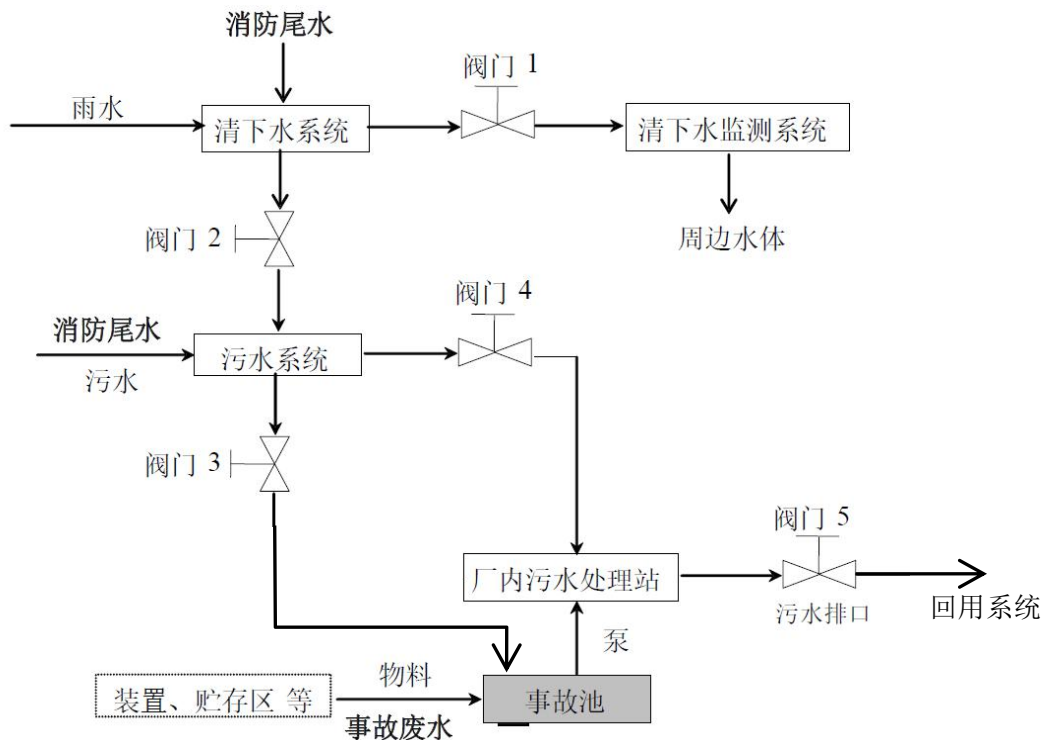 消防尾水
阀门 1
雨水
清下水系统
清下水监测系统
阀门 2
周边水体
阀门 4
消防尾水
污水系统
污水
阀门 3
阀门 5
厂内污水处理站
污水排口
回用系统
泵
物料
装置、贮存区 等
事故池
事故废水